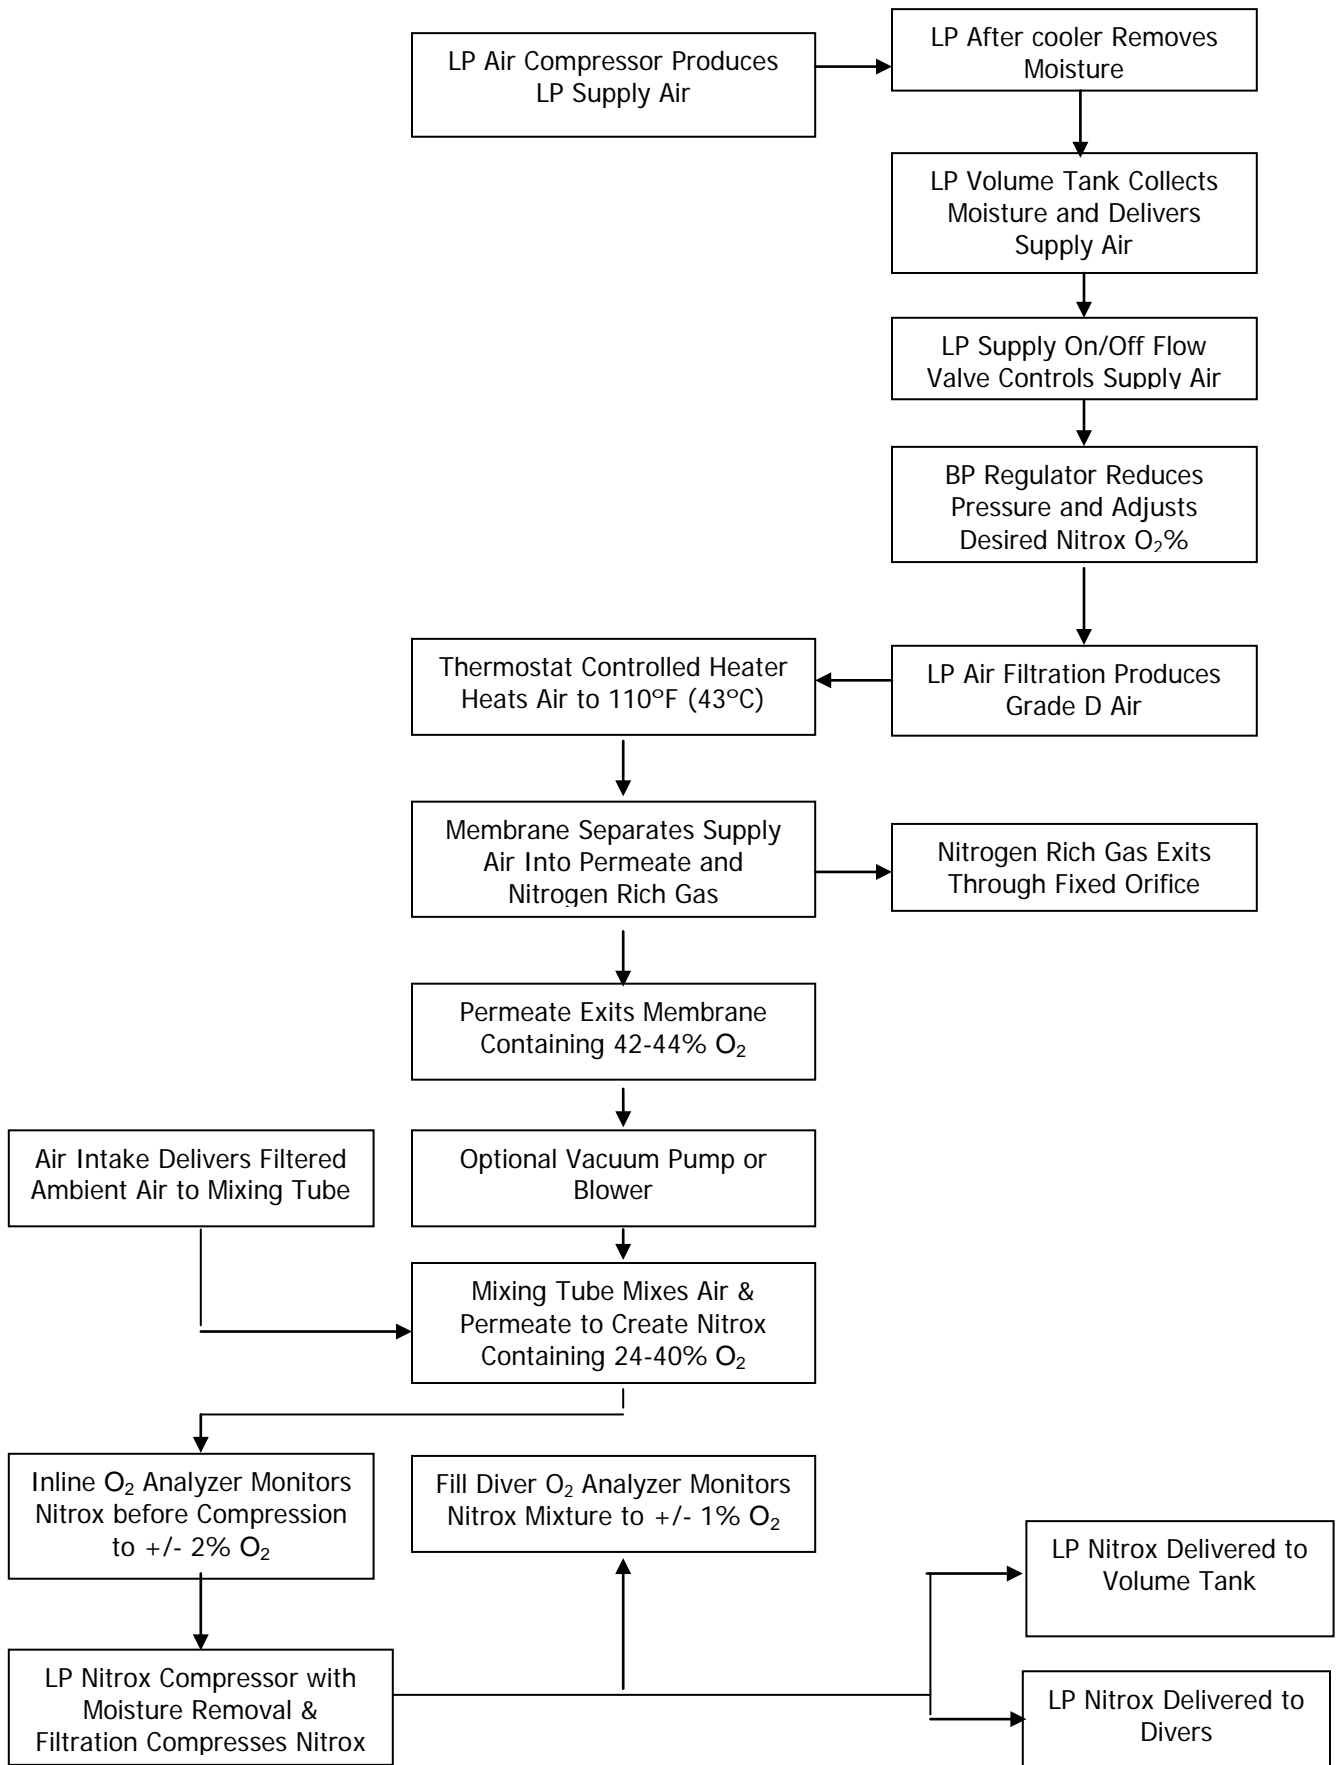 LP Air Compressor Produces
LP Supply Air
LP After cooler Removes
Moisture
LP Volume Tank Collects
Moisture and Delivers
Supply Air
LP Supply On/Off Flow
Valve Controls Supply Air
BP Regulator Reduces
Pressure and Adjusts
Desired Nitrox O₂%
LP Air Filtration Produces
Grade D Air
Thermostat Controlled Heater
Heats Air to 110°F (43°C)
Membrane Separates Supply
Air Into Permeate and
Nitrogen Rich Gas
Nitrogen Rich Gas Exits
Through Fixed Orifice
Permeate Exits Membrane
Containing 42-44% O₂
Optional Vacuum Pump or
Blower
Air Intake Delivers Filtered
Ambient Air to Mixing Tube
Mixing Tube Mixes Air &
Permeate to Create Nitrox
Containing 24-40% O₂
Inline O₂ Analyzer Monitors
Nitrox before Compression
to +/- 2% O₂
Fill Diver O₂ Analyzer Monitors
Nitrox Mixture to +/- 1% O₂
LP Nitrox Compressor with
Moisture Removal &
Filtration Compresses Nitrox
LP Nitrox Delivered to
Volume Tank
LP Nitrox Delivered to
Divers